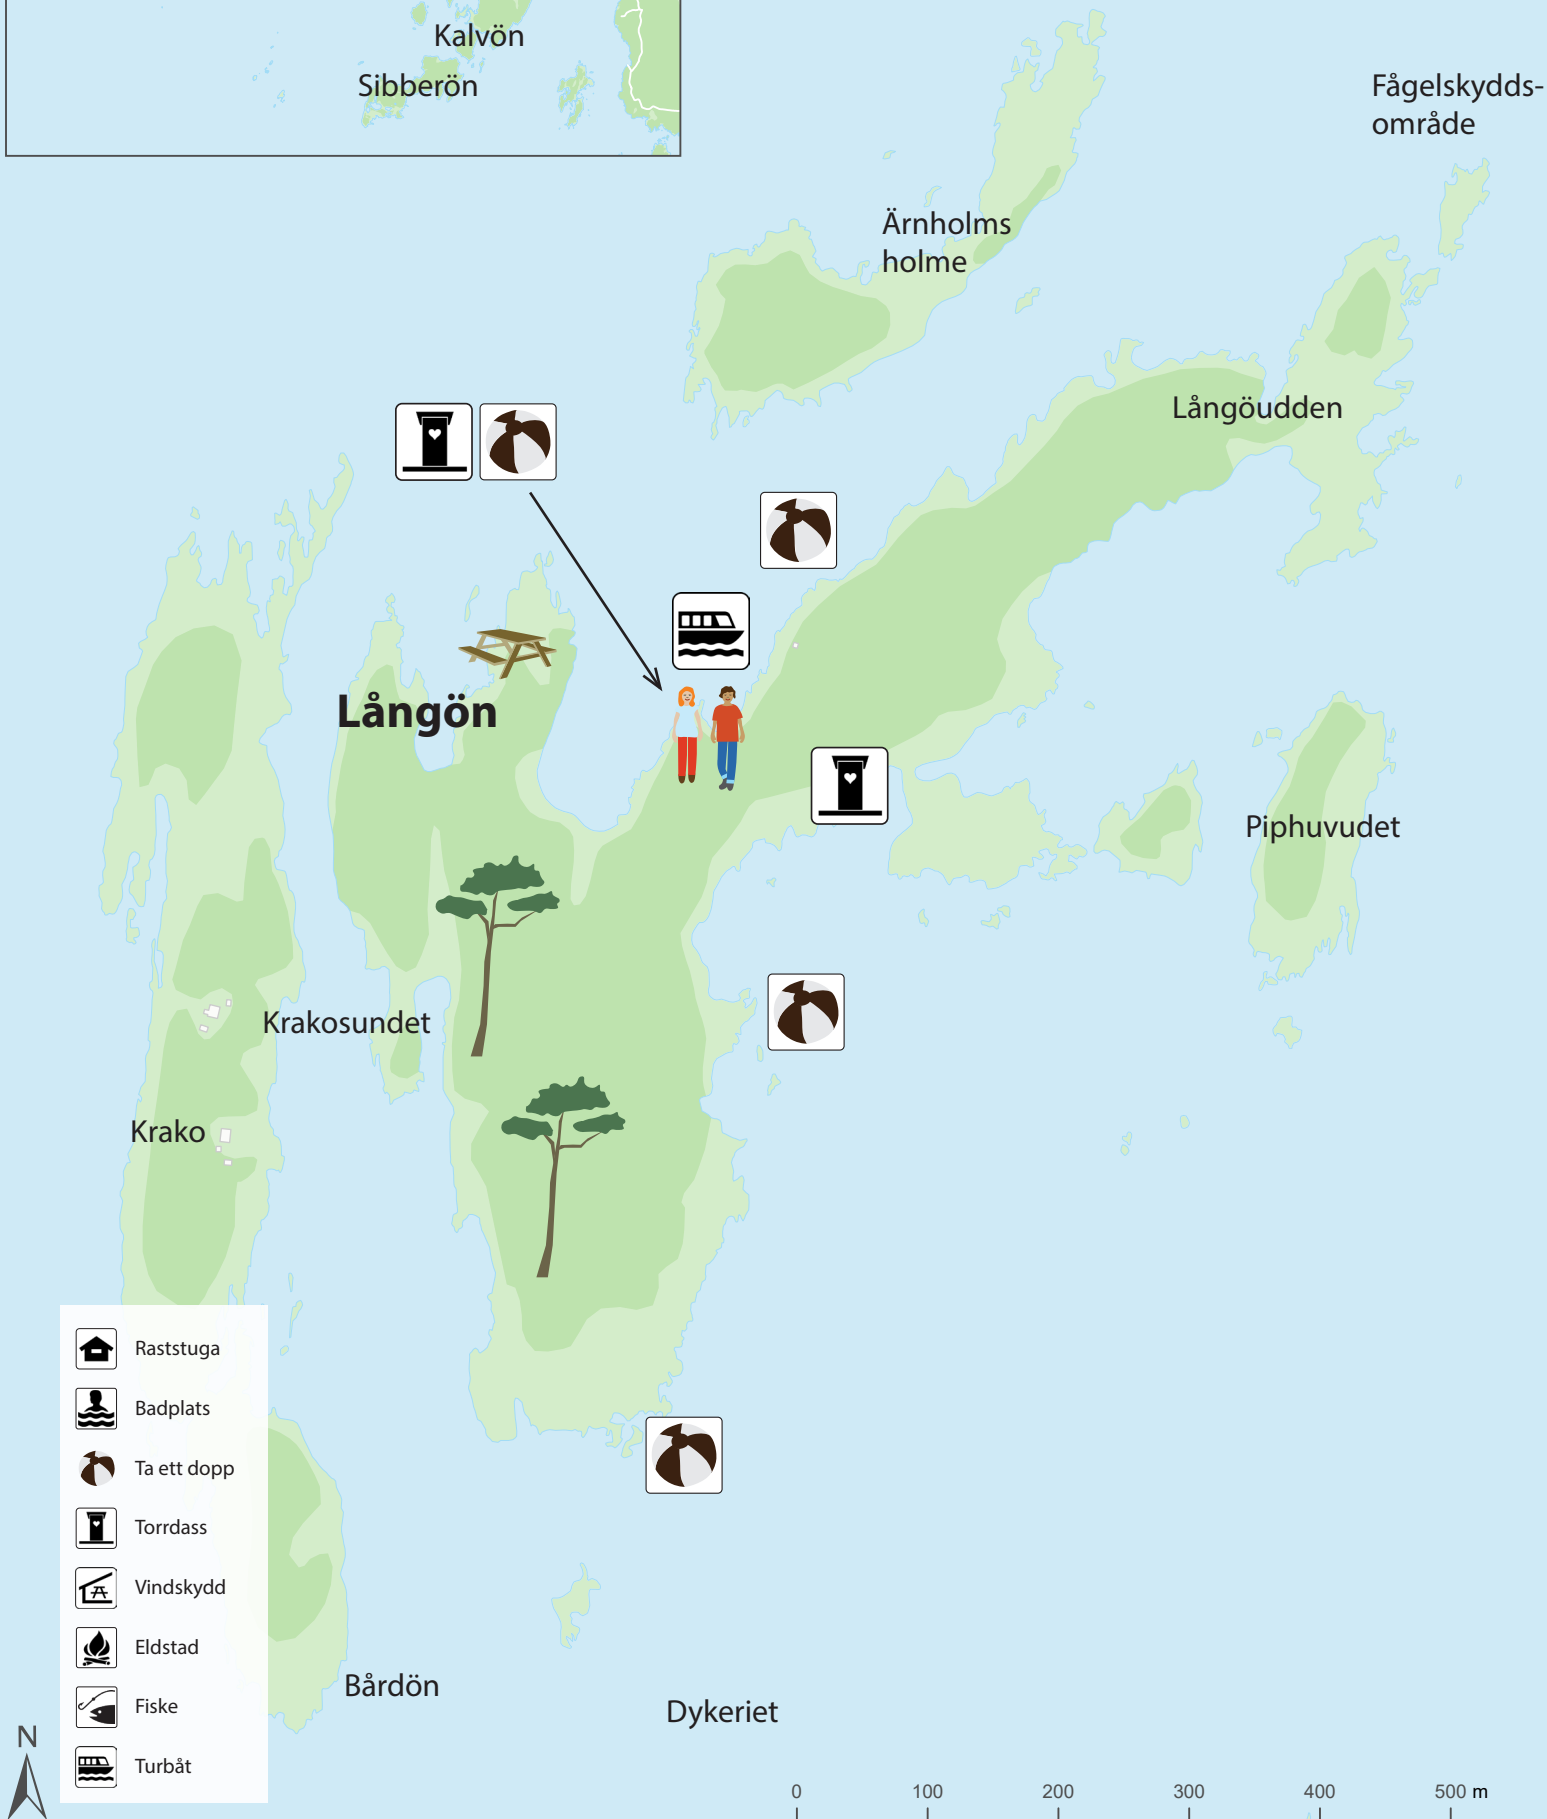 Kalvön
Sibberön
Fågelskydds-
område
Ärnholms
holme
Långöudden
Långön
Piphuvudet
Krakosundet
Krako
Raststuga
Badplats
Ta ett dopp
Torrdass
Vindskydd
Eldstad
Fiske
Turbåt
Bårdön
Dykeriet
N
0 100 200 300 400 500 m